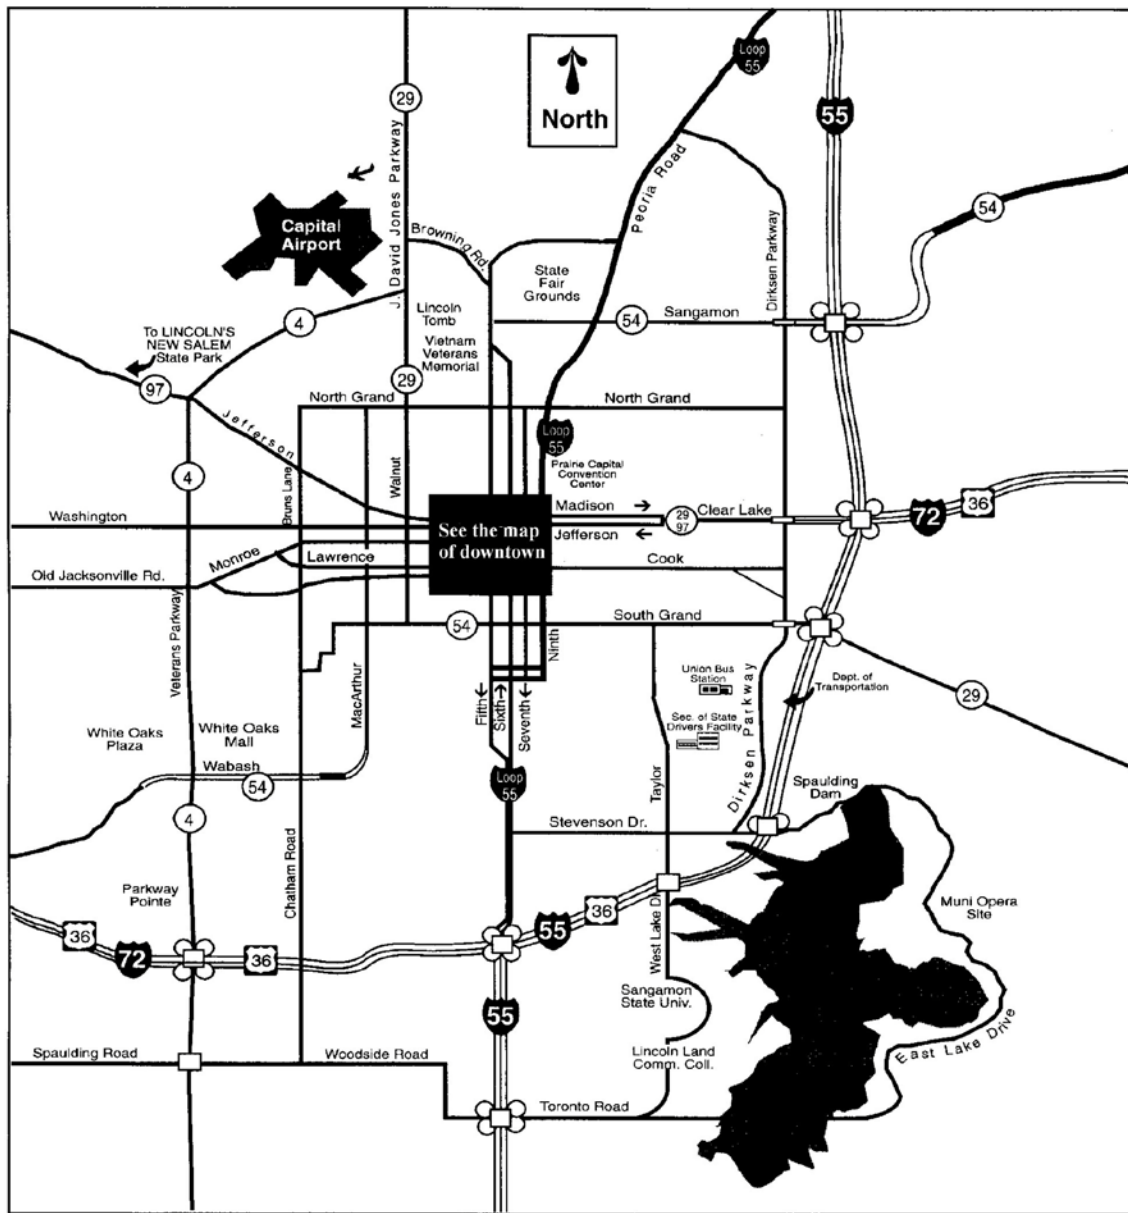 Loop
55
29
North
55
54
Peoria Road
J. David Jones Parkway
Capital
Airport
Browning Rd.
Dirksen Parkway
State
Fair
Grounds
4
Lincoln
Tomb
54
Sangamon
To LINCOLN'S
NEW SALEM
State Park
Vietnam
Veterans
Memorial
97
29
North Grand
North Grand
Jefferson
Loop
55
4
Bruns Lane
Walnut
Prairie Capital
Convention
Center
Madison
Washington
29
97
Clear Lake
72
36
See the map
of downtown
Jefferson
Monroe
Lawrence
Cook
Old Jacksonville Rd.
54
South Grand
Veterans Parkway
MacArthur
Ninth
Union Bus
Station
Dept. of
Transportation
29
Fifth
Sixth
Seventh
Sec. of State
Drivers Facility
Dirksen Parkway
White Oaks
Plaza
White Oaks
Mall
Wabash
54
Loop
55
Taylor
Spaulding
Dam
4
Stevenson Dr.
Chatham Road
Parkway
Pointe
36
Muni Opera
Site
36
55
72
36
West Lake Dr.
Sangamon
State Univ.
55
East Lake Drive
Spaulding Road
Woodside Road
Lincoln Land
Comm. Coll.
Toronto Road